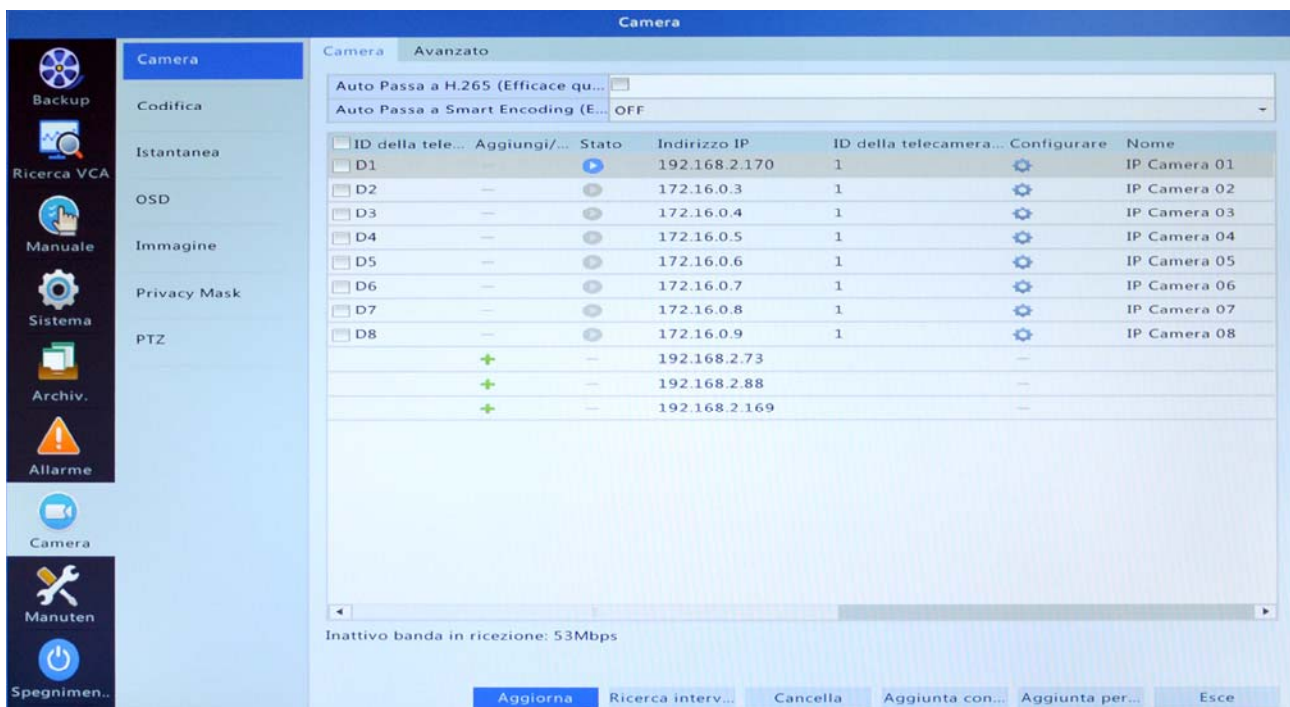 Camera
Backup
Ricerca VCA
Manuale
Sistema
Archiv.
Allarme
Camera
Manuten
Spegnimen..
Camera
Codifica
Istantanea
OSD
Immagine
Privacy Mask
PTZ
Camera Avanzato
Auto Passa a H.265 (Efficace qu...
Auto Passa a Smart Encoding (E... OFF
ID della tele... Aggiungi/... Stato Indirizzo IP ID della telecamera... Configurare Nome
D1 192.168.2.170 1 IP Camera 01
D2 172.16.0.3 1 IP Camera 02
D3 172.16.0.4 1 IP Camera 03
D4 172.16.0.5 1 IP Camera 04
D5 172.16.0.6 1 IP Camera 05
D6 172.16.0.7 1 IP Camera 06
D7 172.16.0.8 1 IP Camera 07
D8 172.16.0.9 1 IP Camera 08
192.168.2.73
192.168.2.88
192.168.2.169
Inattivo banda in ricezione: 53Mbps
Aggiorna Ricerca interv... Cancella Aggiunta con... Aggiunta per... Esce